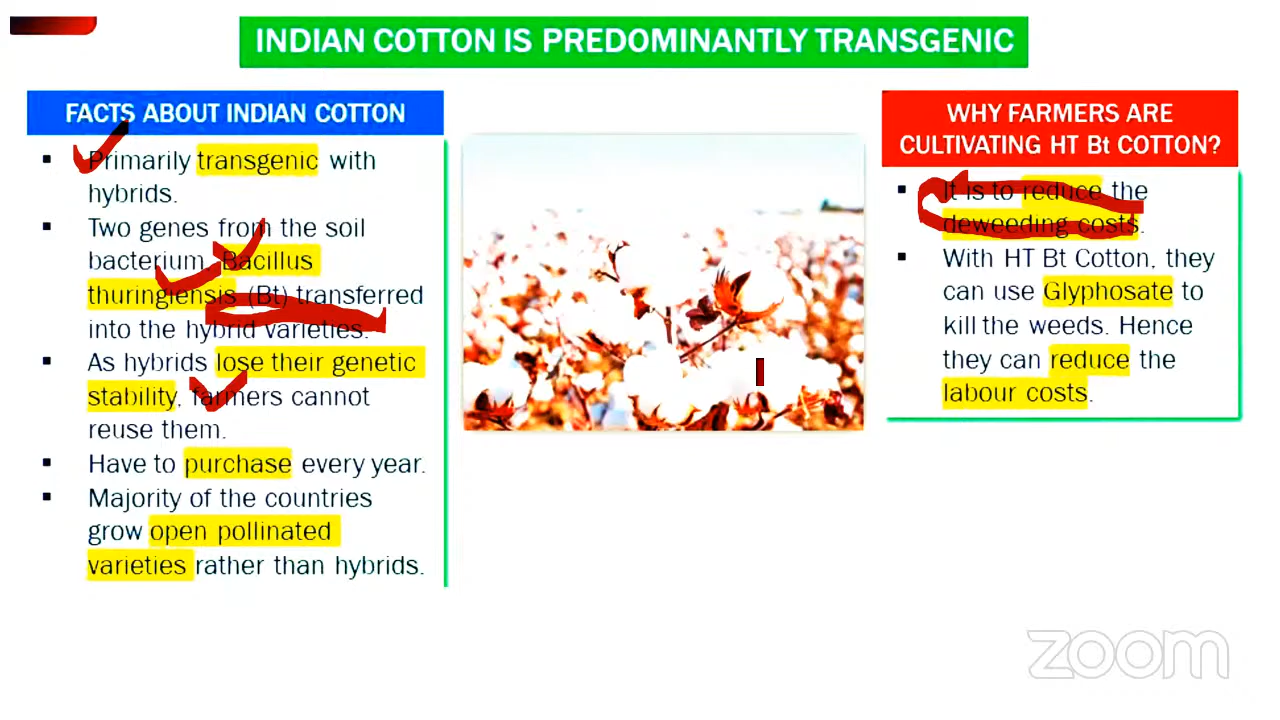 INDIAN COTTON IS PREDOMINANTLY TRANSGENIC
FACTS ABOUT INDIAN COTTON
▪ Primarily transgenic with
hybrids.
▪ Two genes from the soil
bacterium, Bacillus
thuringiensis (Bt) transferred
into the hybrid varieties.
▪ As hybrids lose their genetic
stability, farmers cannot
reuse them.
▪ Have to purchase every year.
▪ Majority of the countries
grow open pollinated
varieties rather than hybrids.
WHY FARMERS ARE
CULTIVATING HT Bt COTTON?
▪ It is to reduce the
deweeding costs.
▪ With HT Bt Cotton, they
can use Glyphosate to
kill the weeds. Hence
they can reduce the
labour costs.
zoom